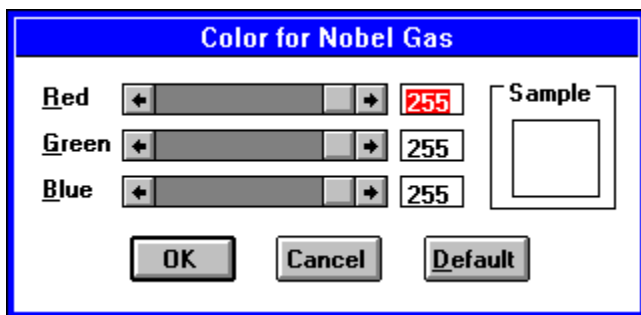 Color for Nobel Gas
Red 255 Sample
Green 255
Blue 255
OK Cancel Default